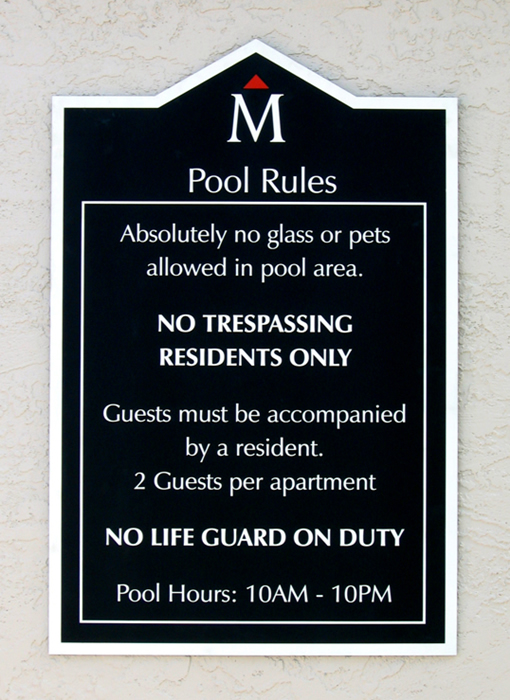 M
Pool Rules
Absolutely no glass or pets
allowed in pool area.
NO TRESPASSING
RESIDENTS ONLY
Guests must be accompanied
by a resident.
2 Guests per apartment
NO LIFE GUARD ON DUTY
Pool Hours: 10AM - 10PM